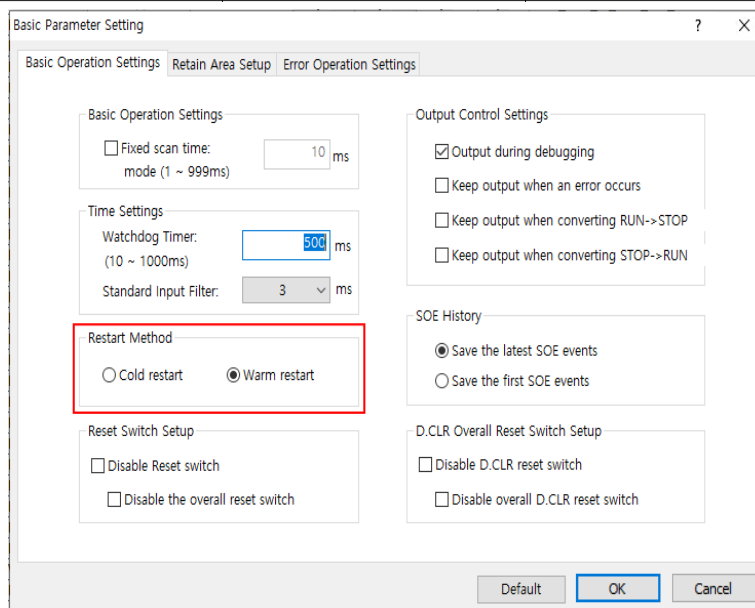 Basic Parameter Setting
? X
Basic Operation Settings Retain Area Setup Error Operation Settings
Basic Operation Settings
Fixed scan time: 10 ms
mode (1 ~ 999ms)
Time Settings
Watchdog Timer: 500 ms
(10 ~ 1000ms)
Standard Input Filter: 3 ms
Restart Method
Cold restart Warm restart
Reset Switch Setup
Disable Reset switch
Disable the overall reset switch
Output Control Settings
Output during debugging
Keep output when an error occurs
Keep output when converting RUN->STOP
Keep output when converting STOP->RUN
SOE History
Save the latest SOE events
Save the first SOE events
D.CLR Overall Reset Switch Setup
Disable D.CLR reset switch
Disable overall D.CLR reset switch
Default OK Cancel